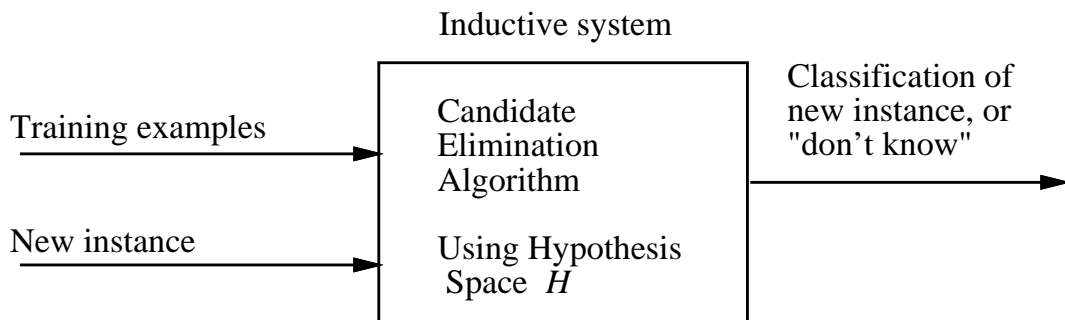 Inductive system
Classification of
new instance, or
"don't know"
Candidate
Elimination
Algorithm
Training examples
New instance
Using Hypothesis
Space H